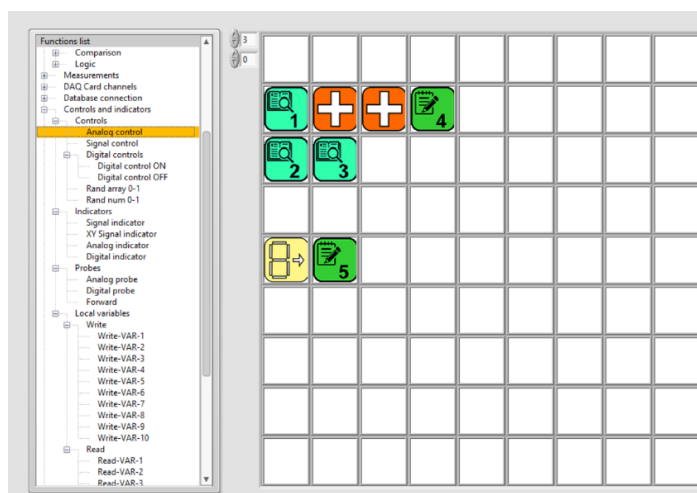 Functions list
Comparison
Logic
Measurements
DAQ Card channels
Database connection
Controls and indicators
Controls
Analog control
Signal control
Digital controls
Digital control ON
Digital control OFF
Rand array 0-1
Rand num 0-1
Indicators
Signal indicator
XY Signal indicator
Analog indicator
Digital indicator
Probes
Analog probe
Digital probe
Forward
Local variables
Write
Write-VAR-1
Write-VAR-2
Write-VAR-3
Write-VAR-4
Write-VAR-5
Write-VAR-6
Write-VAR-7
Write-VAR-8
Write-VAR-9
Write-VAR-10
Read
Read-VAR-1
Read-VAR-2
Read-VAR-3
3
0
1 4
2 3
5